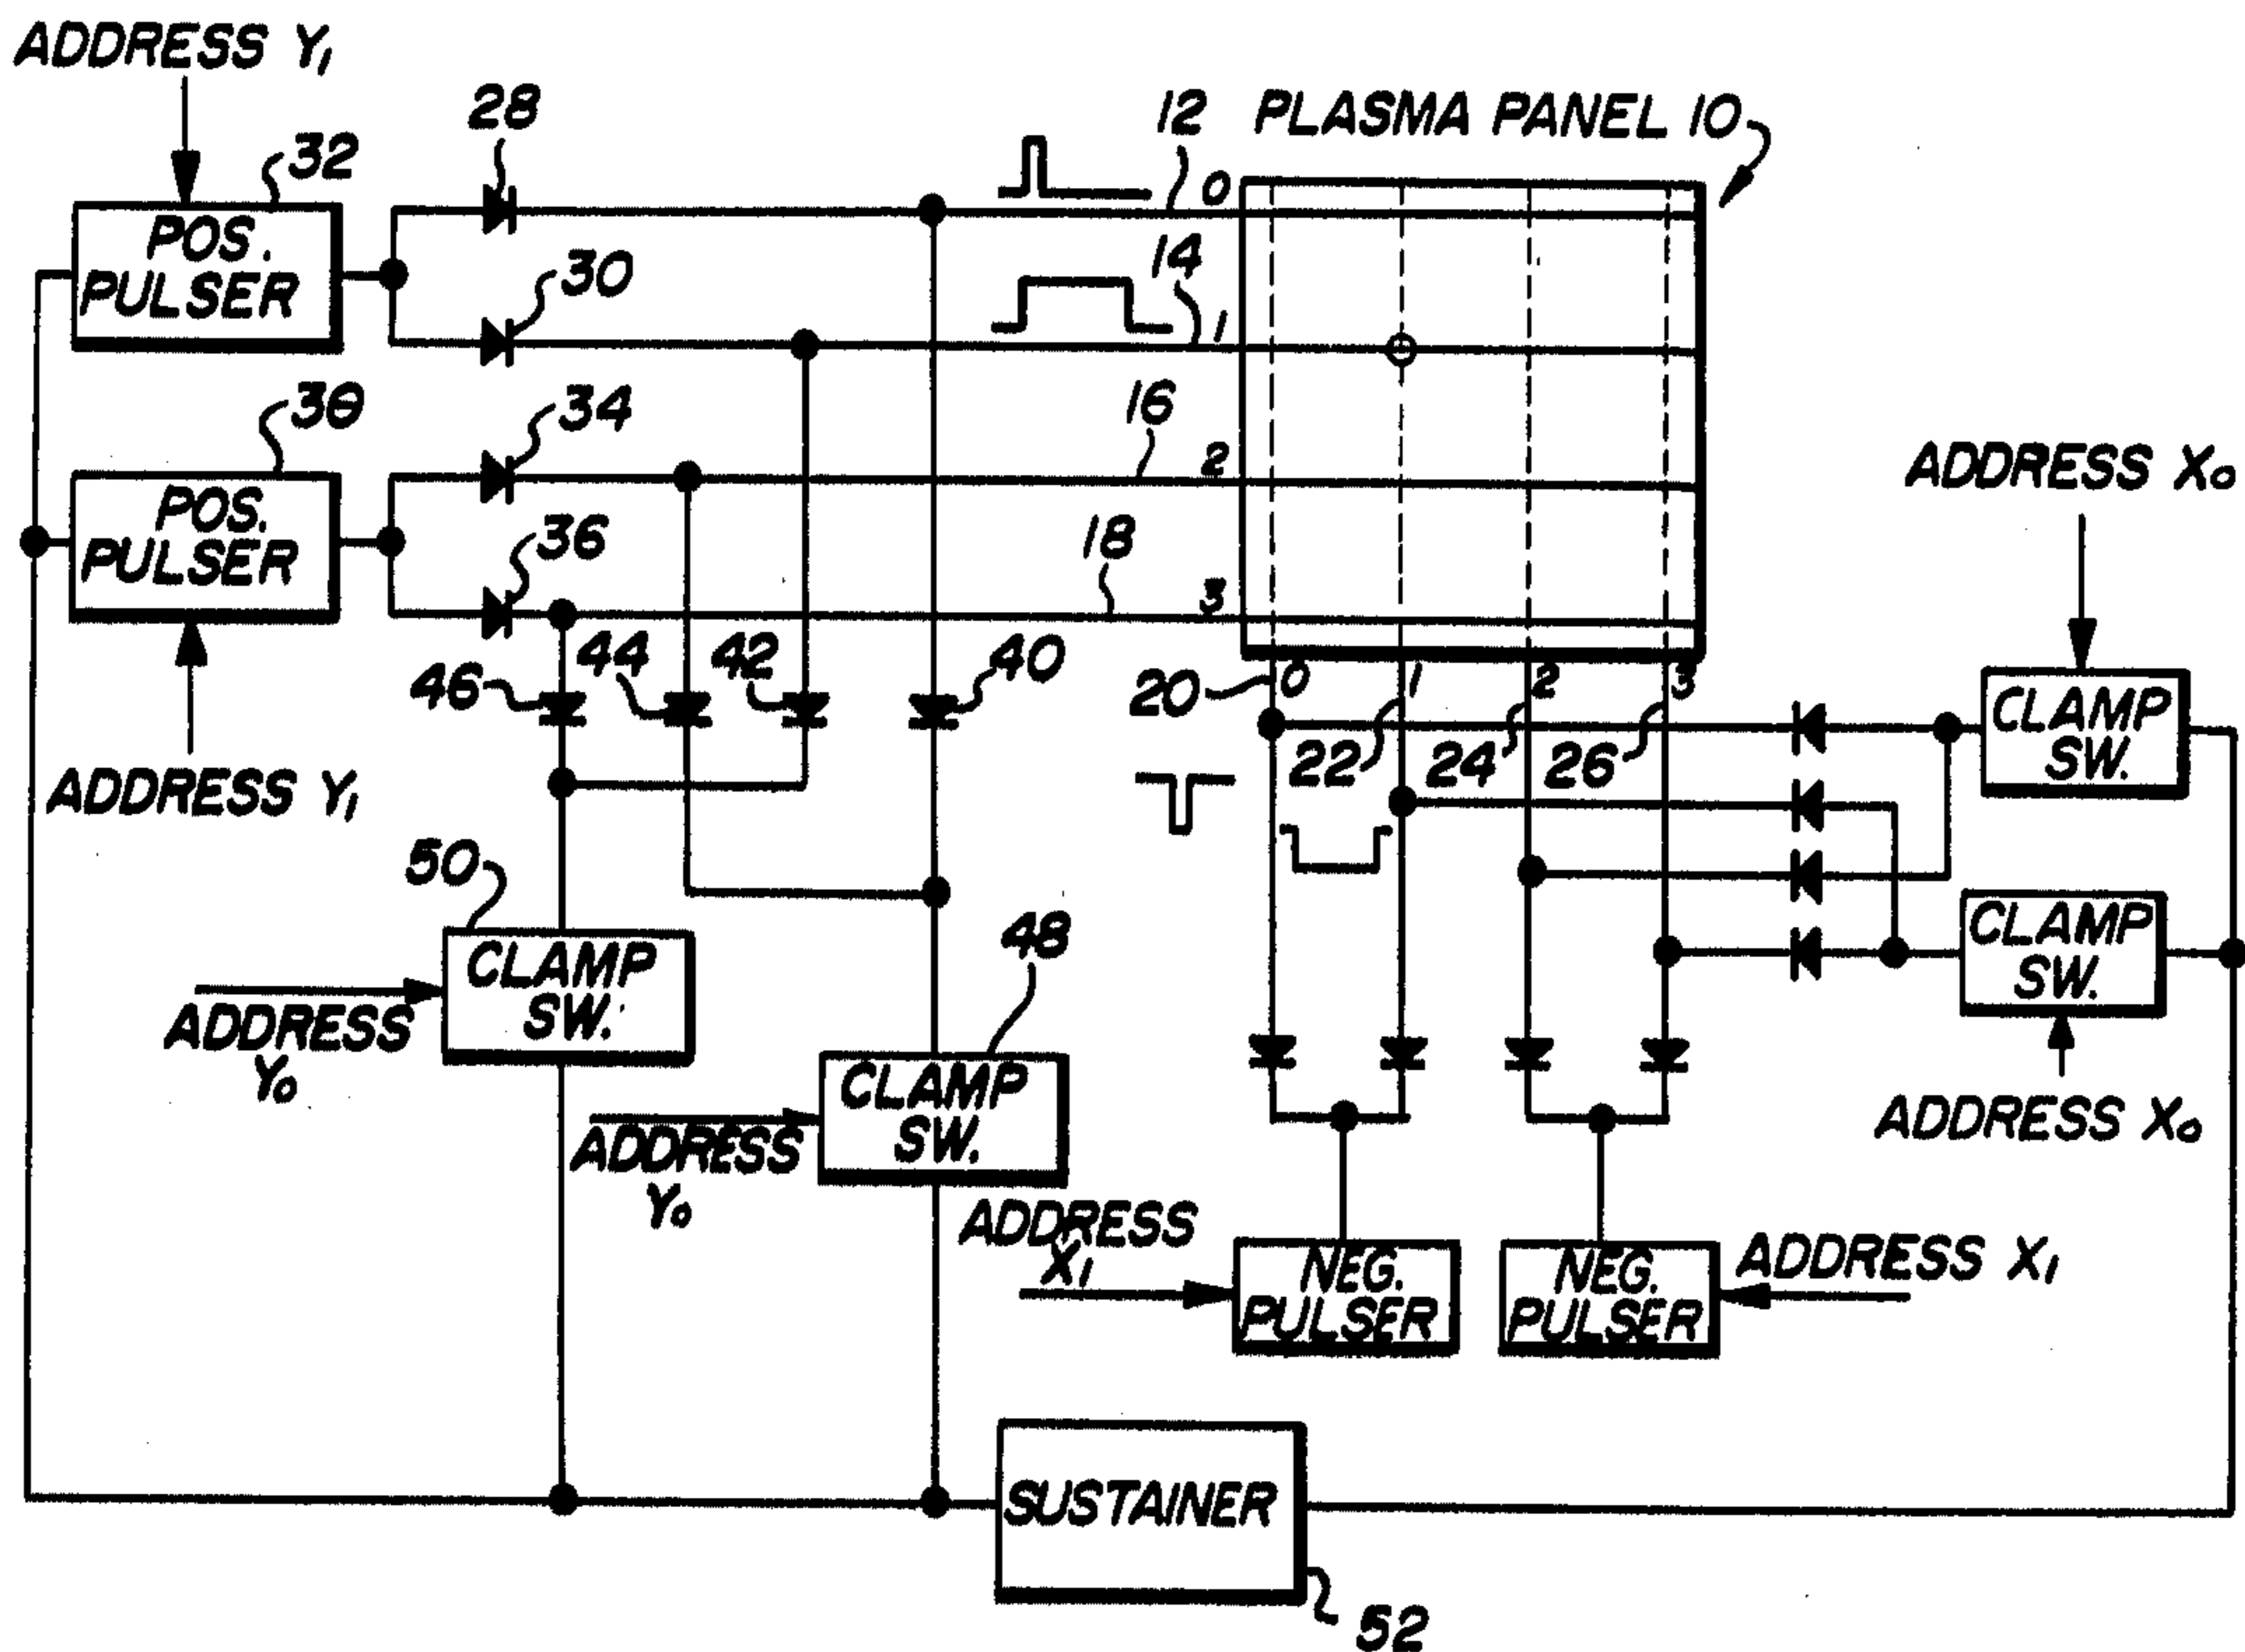 ADDRESS Y1
28
12
PLASMA PANEL 10
32
0
POS.
PULSER
30
14
1
38
34
16
2
ADDRESS X0
POS.
PULSER
36
18
3
46
44
42
40
20
0
1
2
3
CLAMP
SW.
22
24
26
ADDRESS Y1
50
48
CLAMP
SW.
CLAMP
SW.
ADDRESS
Y0
CLAMP
SW.
ADDRESS X0
ADDRESS
Y0
ADDRESS
X1
NEG.
PULSER
NEG.
PULSER
ADDRESS X1
SUSTAINER
52